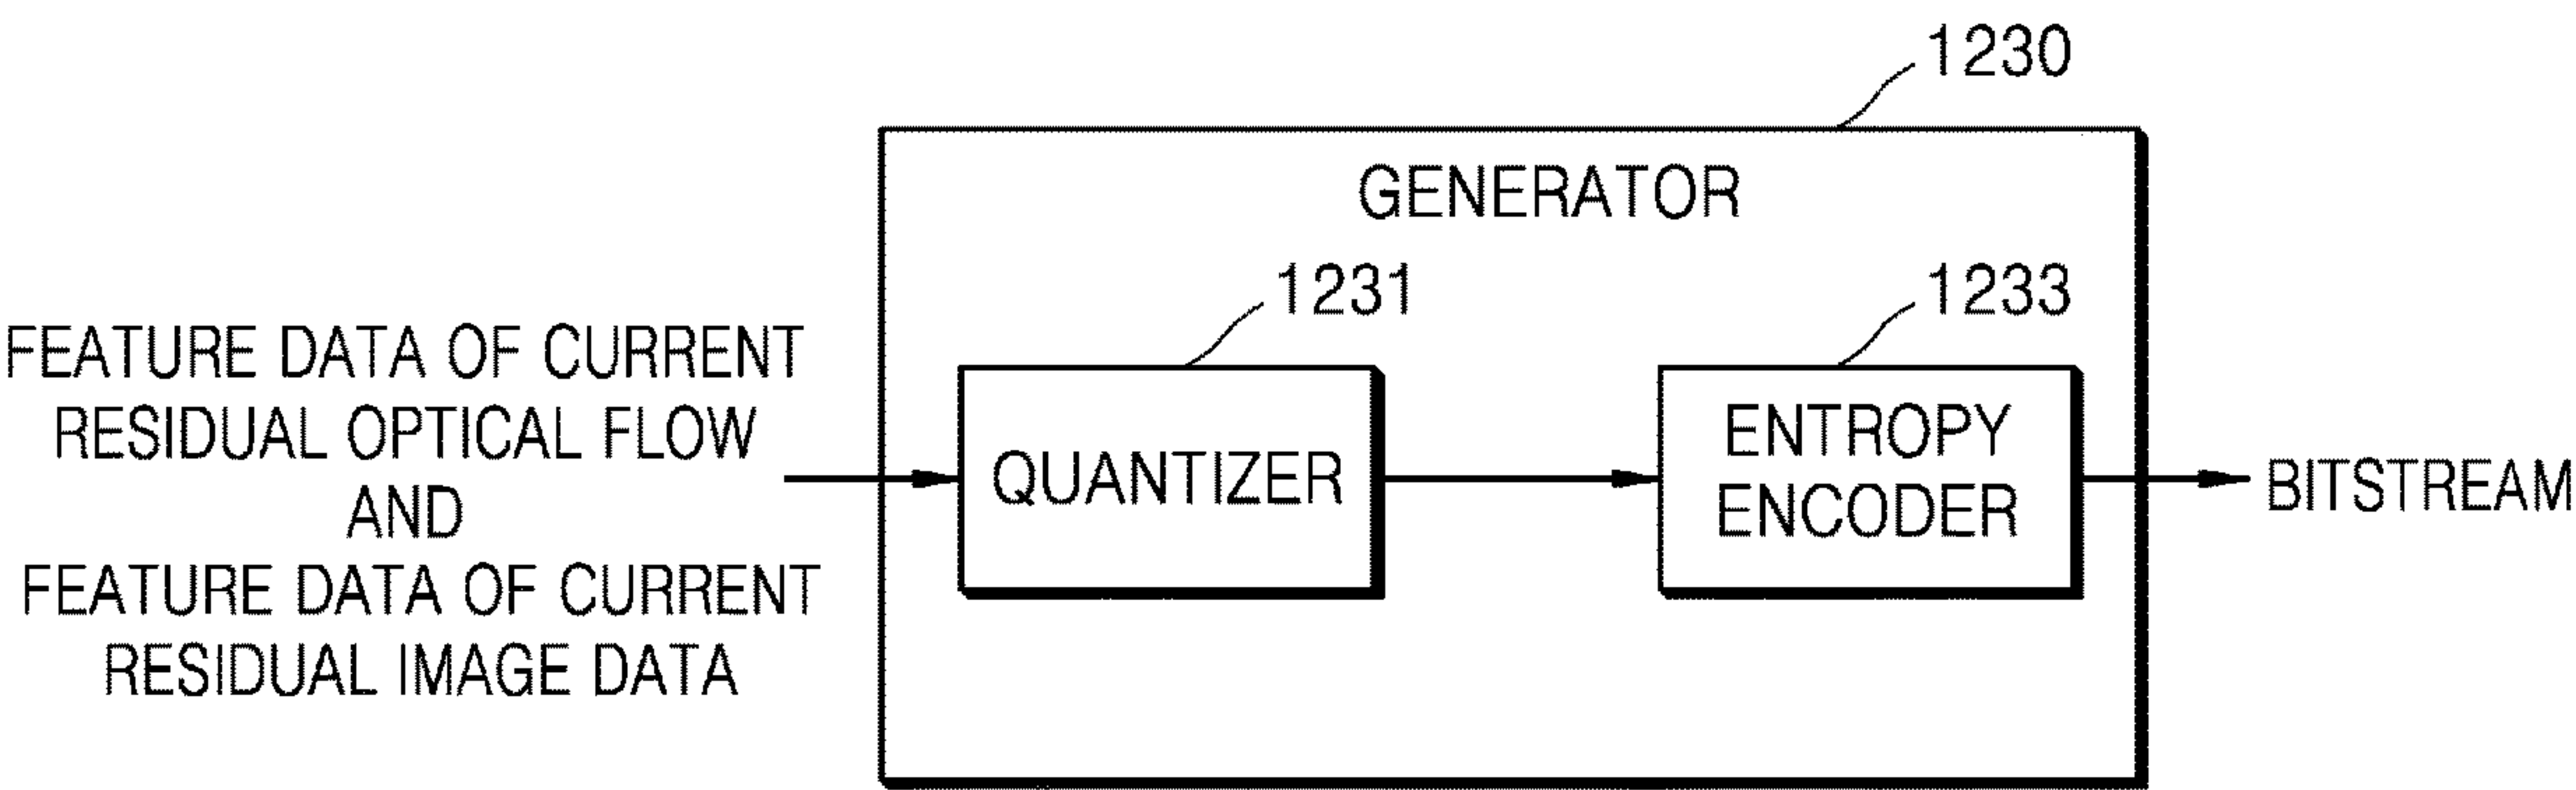 1230
GENERATOR
1231
1233
FEATURE DATA OF CURRENT
RESIDUAL OPTICAL FLOW
AND
FEATURE DATA OF CURRENT
RESIDUAL IMAGE DATA
QUANTIZER
ENTROPY
ENCODER
BITSTREAM